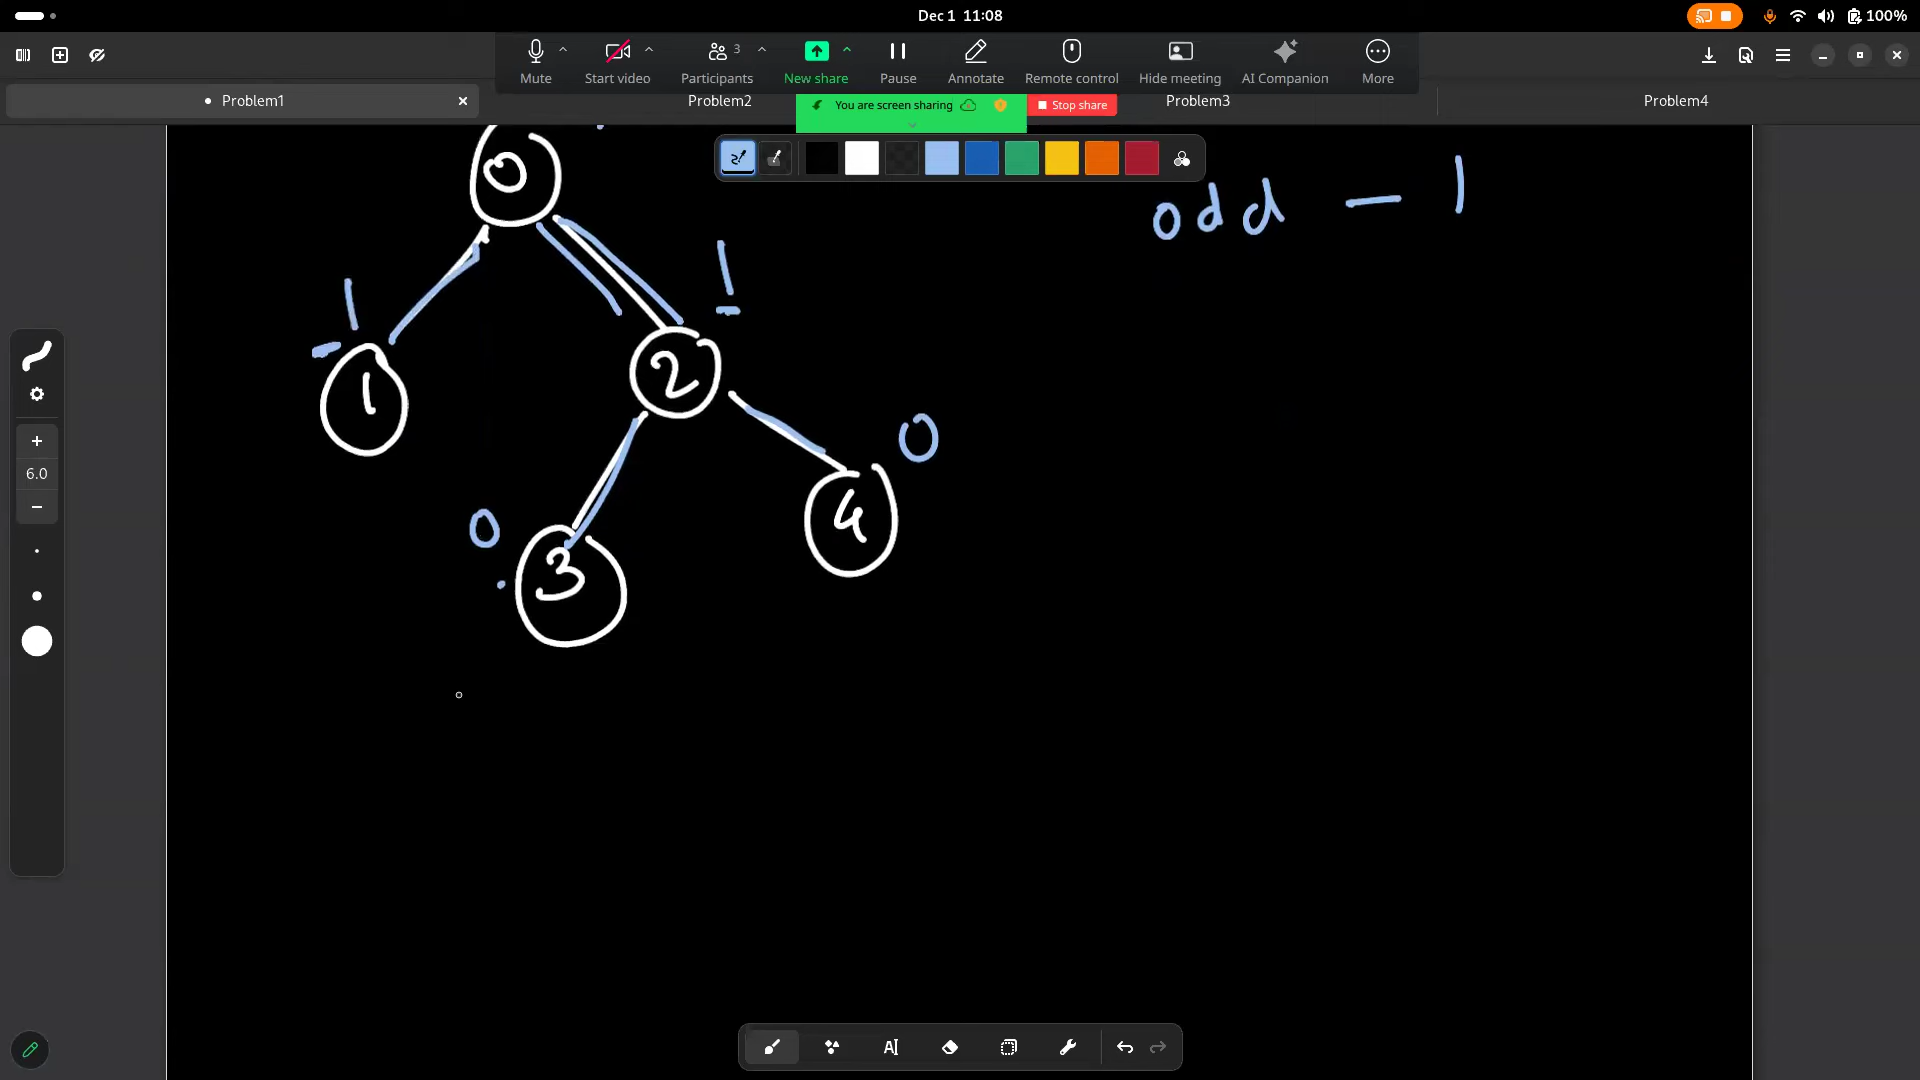 Dec 1 11:08
100%
Mute
Start video
Participants
3
New share
Pause
Annotate
Remote control
Hide meeting
AI Companion
More
Problem1
Problem2
Problem3
Problem4
You are screen sharing
Stop share
0
odd - 1
1
1
1
2
0
0
4
3
6.0